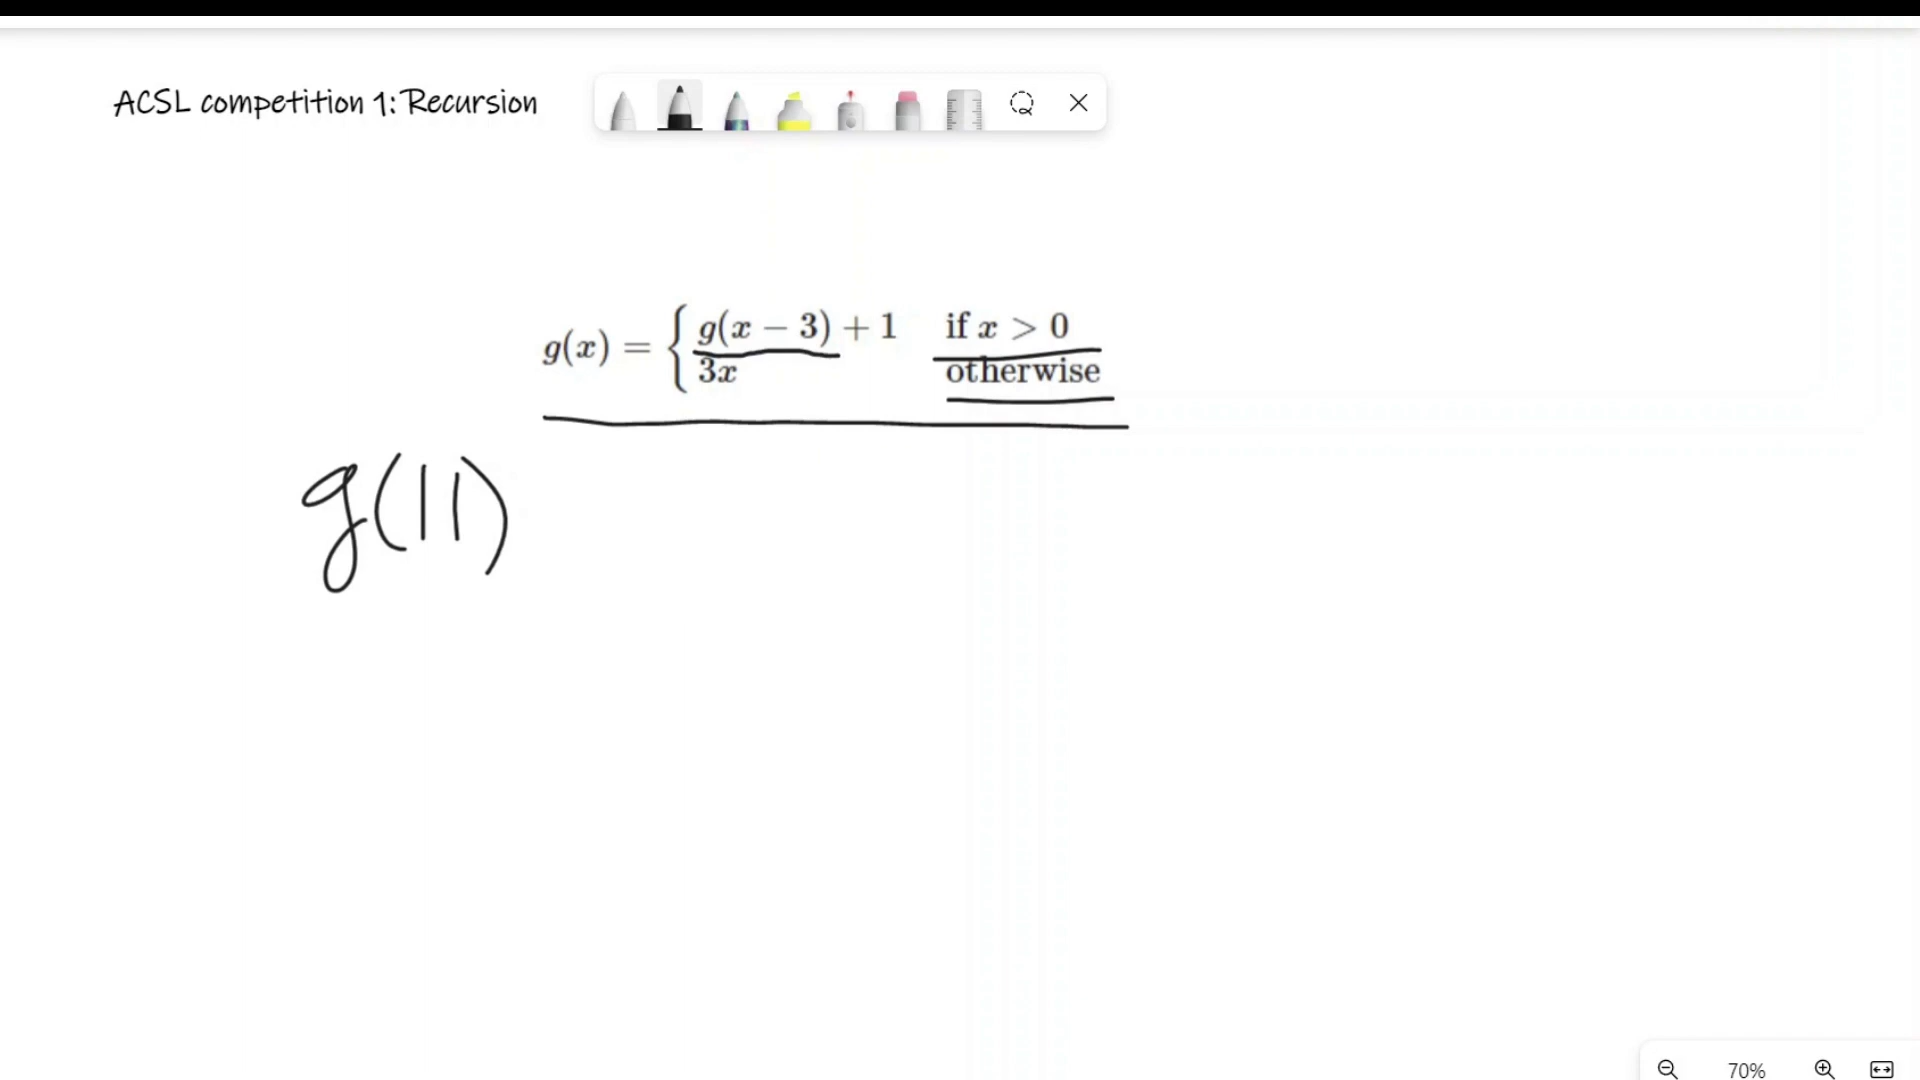 ACSL competition 1: Recursion
g(x) = { g(x − 3) + 1 if x > 0
3x otherwise
g(11)
70%